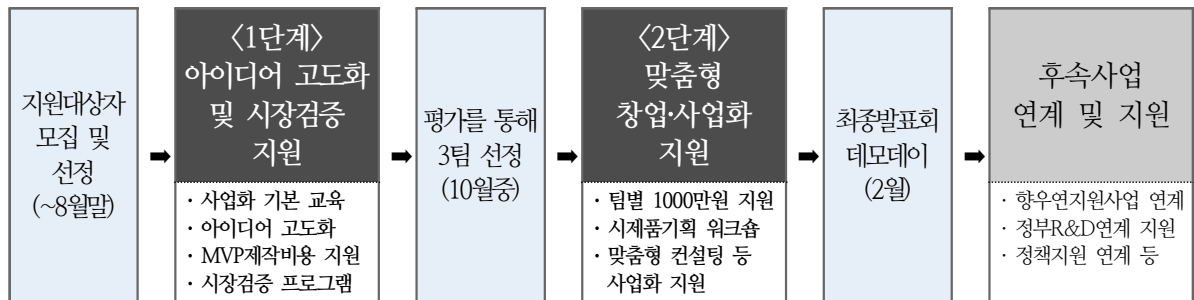 지원대상자
모집 및
선정
(~8월말)
➡
〈1단계〉
아이디어 고도화
및 시장검증
지원
· 사업화 기본 교육
· 아이디어 고도화
· MVP제작비용 지원
· 시장검증 프로그램
➡
평가를 통해
3팀 선정
(10월중)
➡
〈2단계〉
맞춤형
창업·사업화
지원
· 팀별 1000만원 지원
· 시제품기획 워크숍
· 맞춤형 컨설팅 등
사업화 지원
➡
최종발표회
데모데이
(2월)
➡
후속사업
연계 및 지원
· 향우연지원사업 연계
· 정부R&D연계 지원
· 정책지원 연계 등